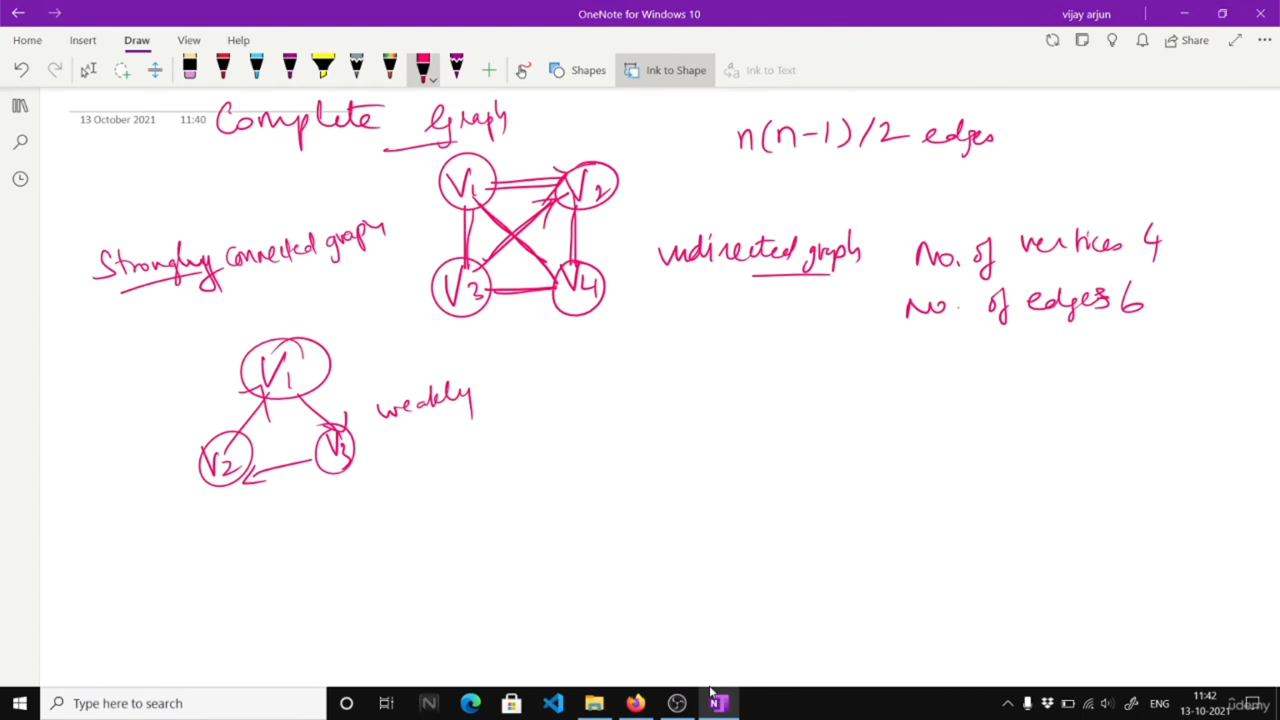 OneNote for Windows 10
vijay arjun
Home Insert Draw View Help
Share
Shapes
Ink to Shape
Ink to Text
13 October 2021 11:40
Complete Graph
n(n-1)/2 edges
V1 V2
V3 V4
Strongly connected graph
undirected graph
No. of vertices 4
No. of edges 6
V1
V2 V3
weakly
Type here to search
ENG
11:42
13-10-2021
udemy